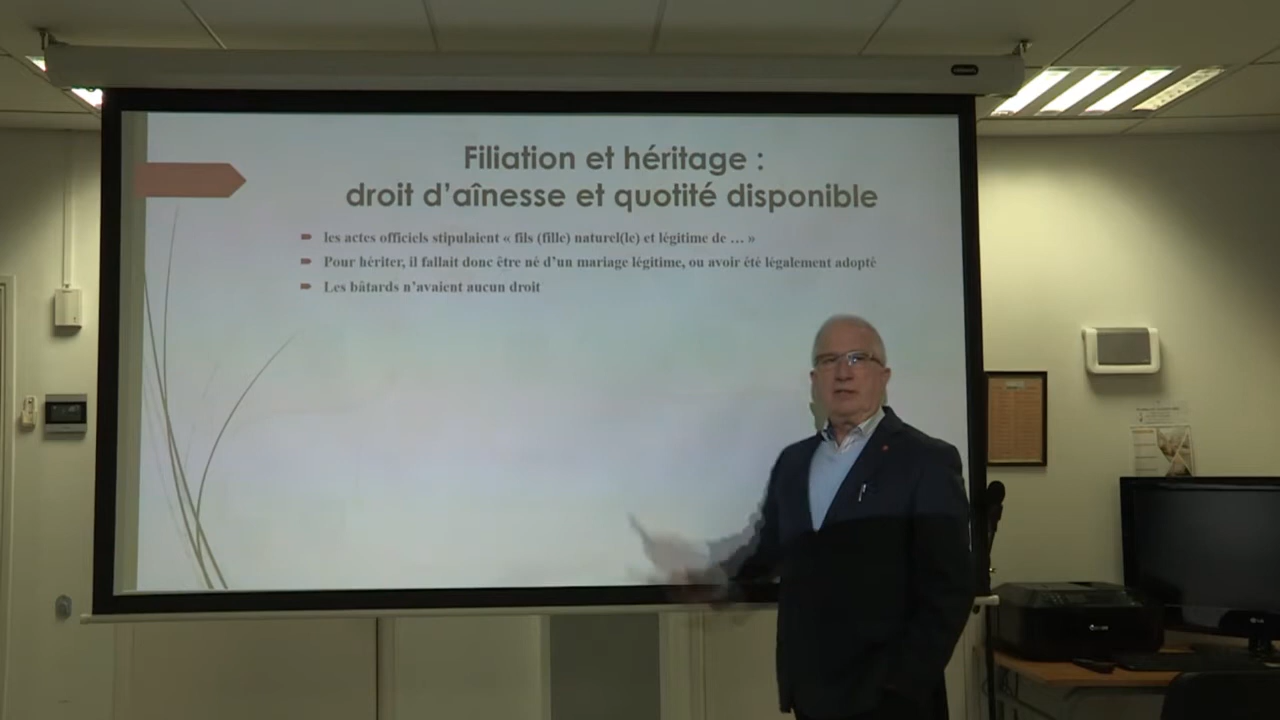 Filiation et héritage :
droit d’aînesse et quotité disponible
les actes officiels stipulaient « fils (fille) naturel(le) et légitime de … »
Pour hériter, il fallait donc être né d’un mariage légitime, ou avoir été légalement adopté
Les bâtards n’avaient aucun droit
LG